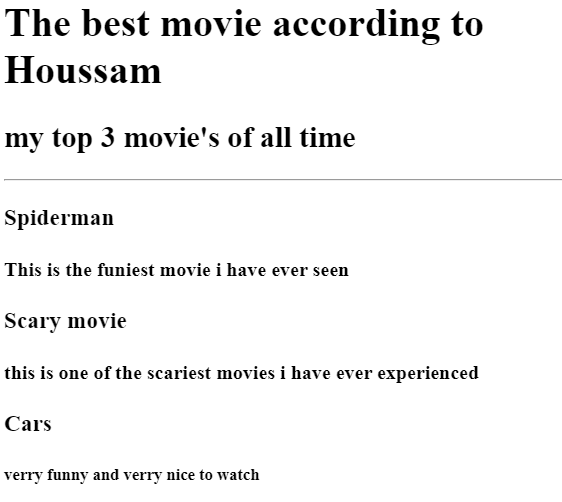 The best movie according to
Houssam
my top 3 movie's of all time
Spiderman
This is the funiest movie i have ever seen
Scary movie
this is one of the scariest movies i have ever experienced
Cars
verry funny and verry nice to watch